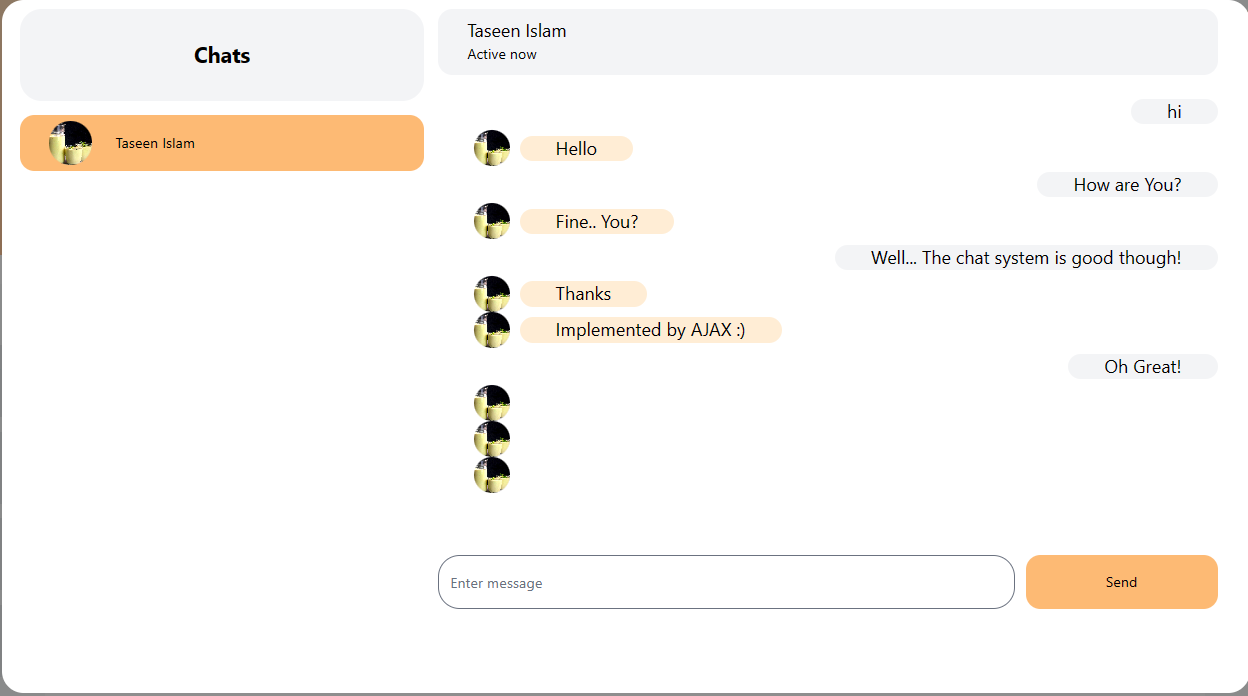 Chats
Taseen Islam
Taseen Islam
Active now
hi
Hello
How are You?
Fine.. You?
Well... The chat system is good though!
Thanks
Implemented by AJAX :)
Oh Great!
Enter message
Send